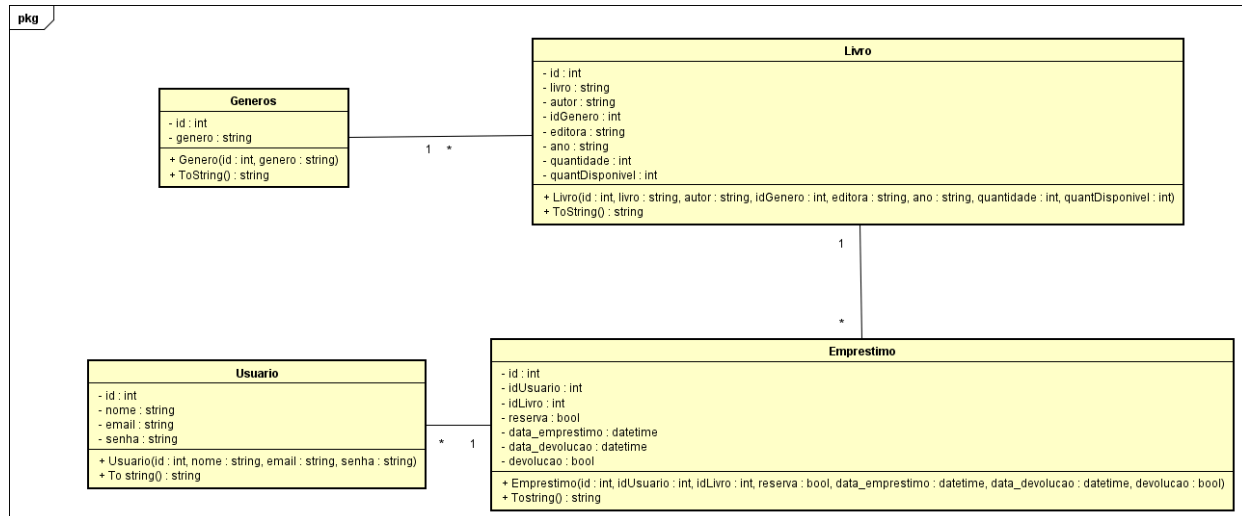 pkg
Generos
- id : int
- genero : string
+ Genero(id : int, genero : string)
+ ToString() : string
1 *
Livro
- id : int
- livro : string
- autor : string
- idGenero : int
- editora : string
- ano : string
- quantidade : int
- quantDisponivel : int
+ Livro(id : int, livro : string, autor : string, idGenero : int, editora : string, ano : string, quantidade : int, quantDisponivel : int)
+ ToString() : string
1
*
Usuario
- id : int
- nome : string
- email : string
- senha : string
+ Usuario(id : int, nome : string, email : string, senha : string)
+ To string() : string
* 1
Emprestimo
- id : int
- idUsuario : int
- idLivro : int
- reserva : bool
- data_emprestimo : datetime
- data_devolucao : datetime
- devolucao : bool
+ Emprestimo(id : int, idUsuario : int, idLivro : int, reserva : bool, data_emprestimo : datetime, data_devolucao : datetime, devolucao : bool)
+ Tostring() : string